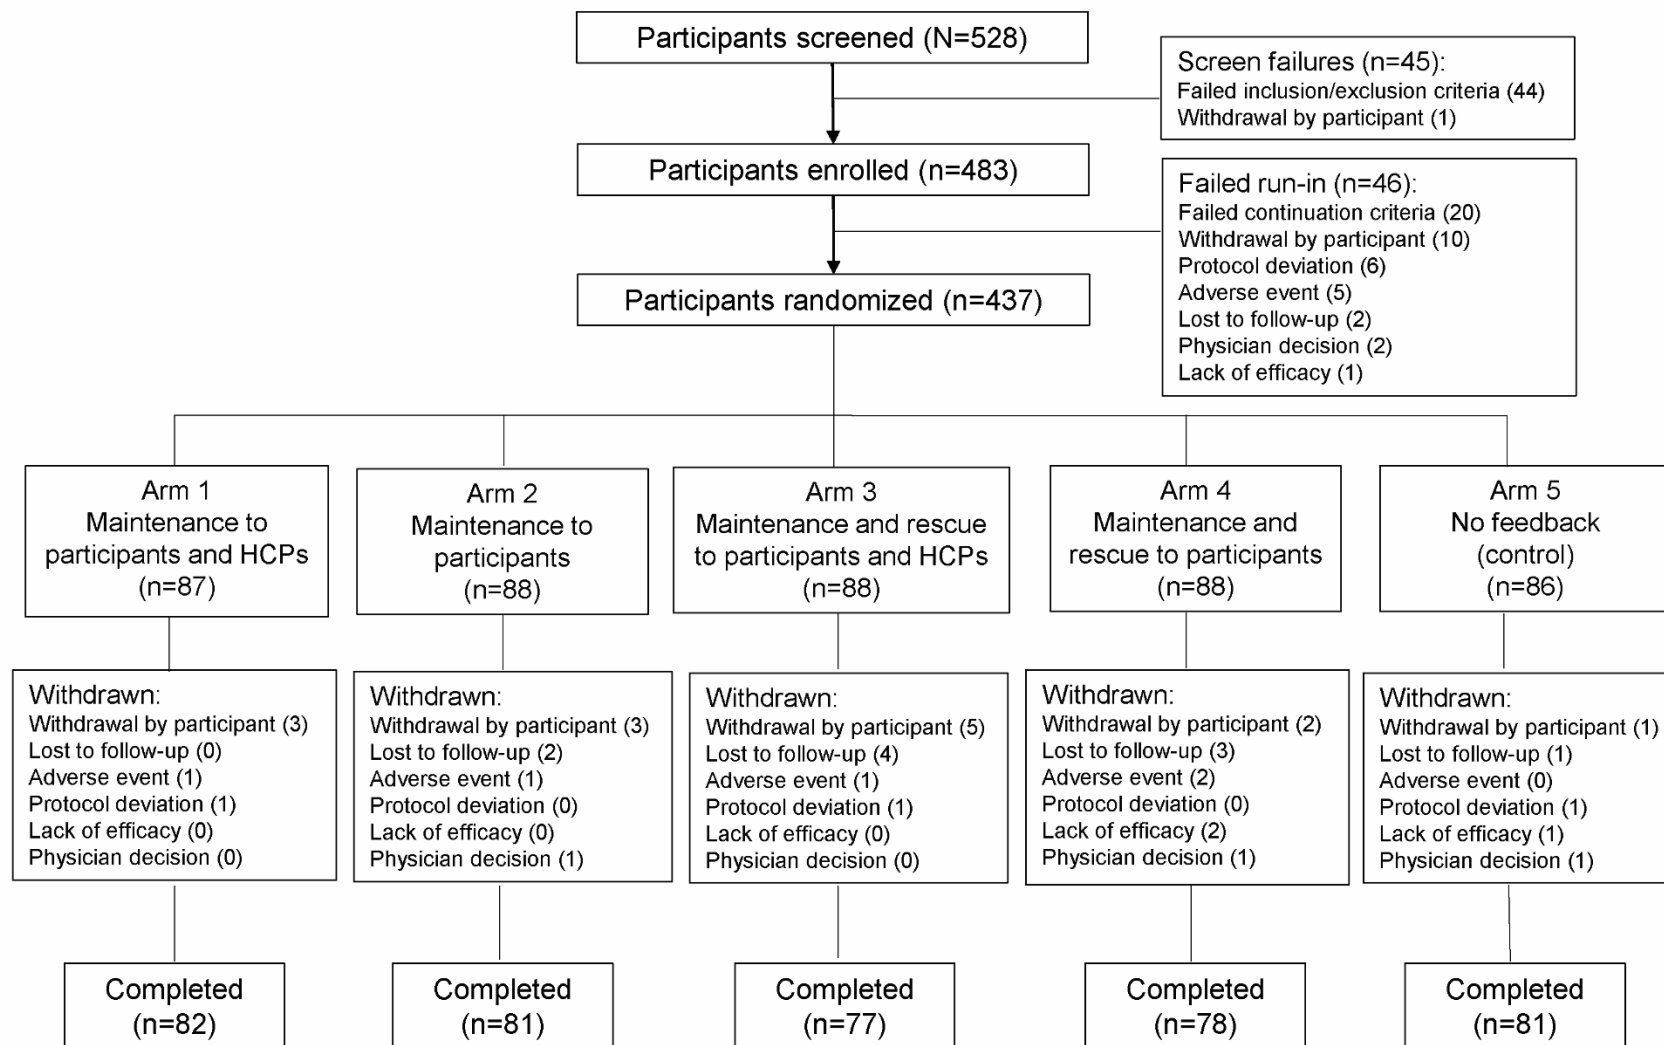 Participants screened (N=528)
Screen failures (n=45):
Failed inclusion/exclusion criteria (44)
Withdrawal by participant (1)
Participants enrolled (n=483)
Failed run-in (n=46):
Failed continuation criteria (20)
Withdrawal by participant (10)
Protocol deviation (6)
Adverse event (5)
Lost to follow-up (2)
Physician decision (2)
Lack of efficacy (1)
Participants randomized (n=437)
Arm 1
Maintenance to
participants and HCPs
(n=87)
Arm 2
Maintenance to
participants
(n=88)
Arm 3
Maintenance and rescue
to participants and HCPs
(n=88)
Arm 4
Maintenance and
rescue to participants
(n=88)
Arm 5
No feedback
(control)
(n=86)
Withdrawn:
Withdrawal by participant (3)
Lost to follow-up (0)
Adverse event (1)
Protocol deviation (1)
Lack of efficacy (0)
Physician decision (0)
Withdrawn:
Withdrawal by participant (3)
Lost to follow-up (2)
Adverse event (1)
Protocol deviation (0)
Lack of efficacy (0)
Physician decision (1)
Withdrawn:
Withdrawal by participant (5)
Lost to follow-up (4)
Adverse event (1)
Protocol deviation (1)
Lack of efficacy (0)
Physician decision (0)
Withdrawn:
Withdrawal by participant (2)
Lost to follow-up (3)
Adverse event (2)
Protocol deviation (0)
Lack of efficacy (2)
Physician decision (1)
Withdrawn:
Withdrawal by participant (1)
Lost to follow-up (1)
Adverse event (0)
Protocol deviation (1)
Lack of efficacy (1)
Physician decision (1)
Completed
(n=82)
Completed
(n=81)
Completed
(n=77)
Completed
(n=78)
Completed
(n=81)